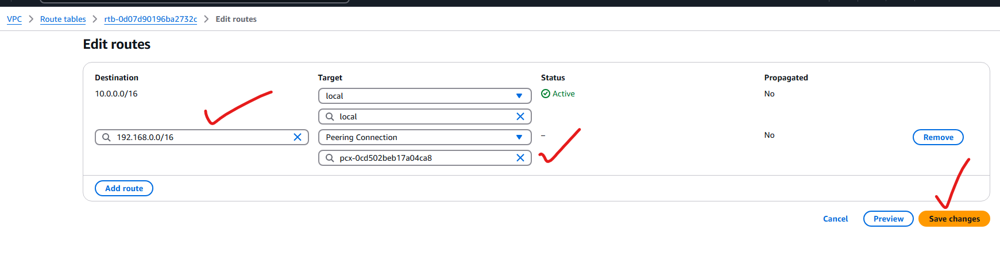 VPC > Route tables > rtb-0d07d90196ba2732c > Edit routes
Edit routes
Destination Target Status Propagated
10.0.0.0/16 local Active No
local
192.168.0.0/16 Peering Connection – No Remove
pcx-0cd502beb17a04ca8
Add route
Cancel Preview Save changes